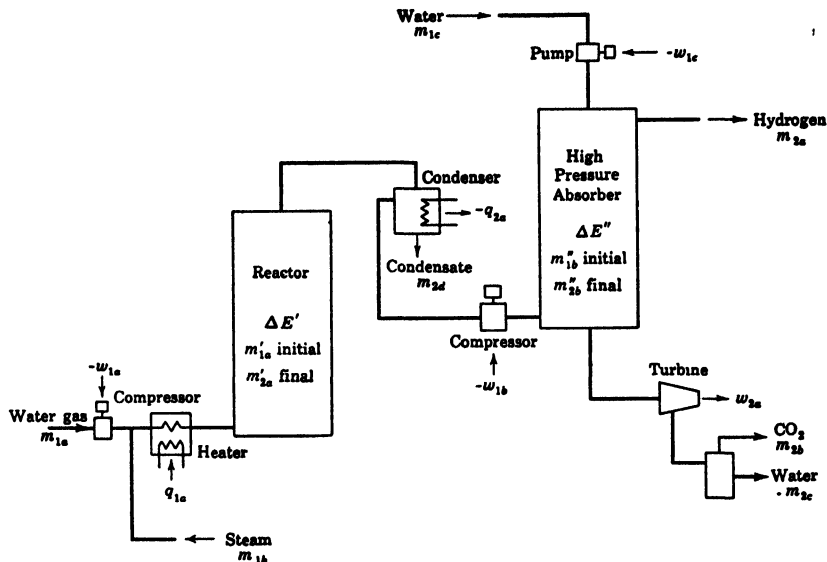 Water
m₁c
Pump
-w₁c
Hydrogen
m₂a
High
Pressure
Absorber
ΔE″
m″₁b initial
m″₂b final
Condenser
-q₂a
Condensate
m₂d
Reactor
ΔE′
m′₁a initial
m′₂a final
Compressor
-w₁b
-w₁a
Compressor
Water gas
m₁a
Heater
q₁a
Steam
m₁b
Turbine
w₂a
CO₂
m₂b
Water
m₂c